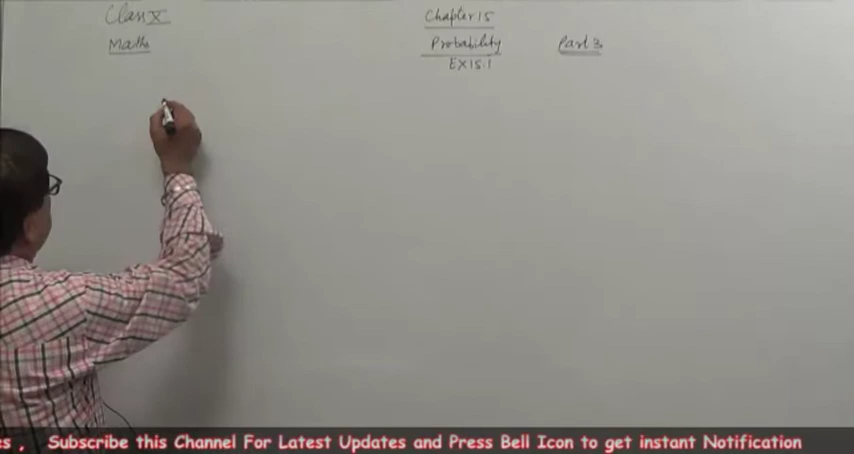 Class X
Maths
Chapter 15
Probability
Part 3
EX 15.1
es , Subscribe this Channel For Latest Updates and Press Bell Icon to get instant Notification